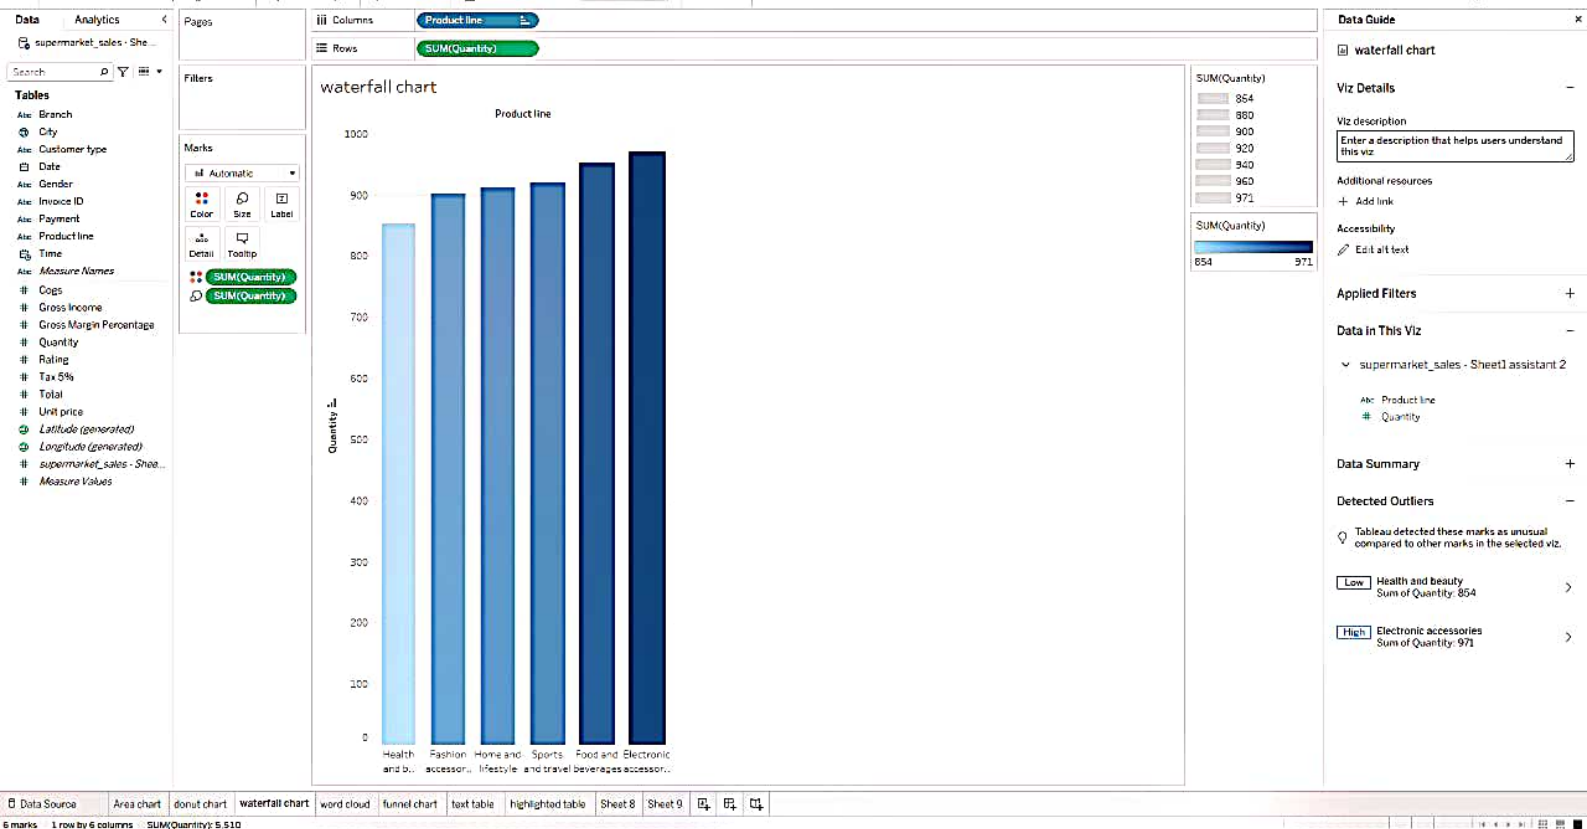 Data
Analytics
supermarket_sales - She...
Search
Tables
Abc Branch
City
Abc Customer type
Date
Abc Gender
Abc Invoice ID
Abc Payment
Abc Product line
Time
Abc Measure Names
# Cogs
# Gross Income
# Gross Margin Percentage
# Quantity
# Rating
# Tax 5%
# Total
# Unit price
Latitude (generated)
Longitude (generated)
# supermarket_sales - Shee...
# Measure Values
Pages
Filters
Marks
Automatic
Color Size Label
Detail Tooltip
SUM(Quantity)
SUM(Quantity)
Columns Product line
Rows SUM(Quantity)
waterfall chart
Product line
1000
900
800
700
600
500
400
300
200
100
0
Quantity
Health and b..
Fashion accessor..
Home and lifestyle
Sports and travel
Food and beverages
Electronic accessor..
SUM(Quantity)
854
880
900
920
940
960
971
SUM(Quantity)
854 971
Data Guide
waterfall chart
Viz Details
Viz description
Enter a description that helps users understand
this viz
Additional resources
+ Add link
Accessibility
Edit alt text
Applied Filters +
Data in This Viz
supermarket_sales - Sheet1 assistant 2
Abc Product line
# Quantity
Data Summary +
Detected Outliers
Tableau detected these marks as unusual
compared to other marks in the selected viz.
Low Health and beauty
Sum of Quantity: 854
High Electronic accessories
Sum of Quantity: 971
Data Source Area chart donut chart waterfall chart word cloud funnel chart text table highlighted table Sheet 8 Sheet 9
6 marks 1 row by 6 columns SUM(Quantity): 5,510